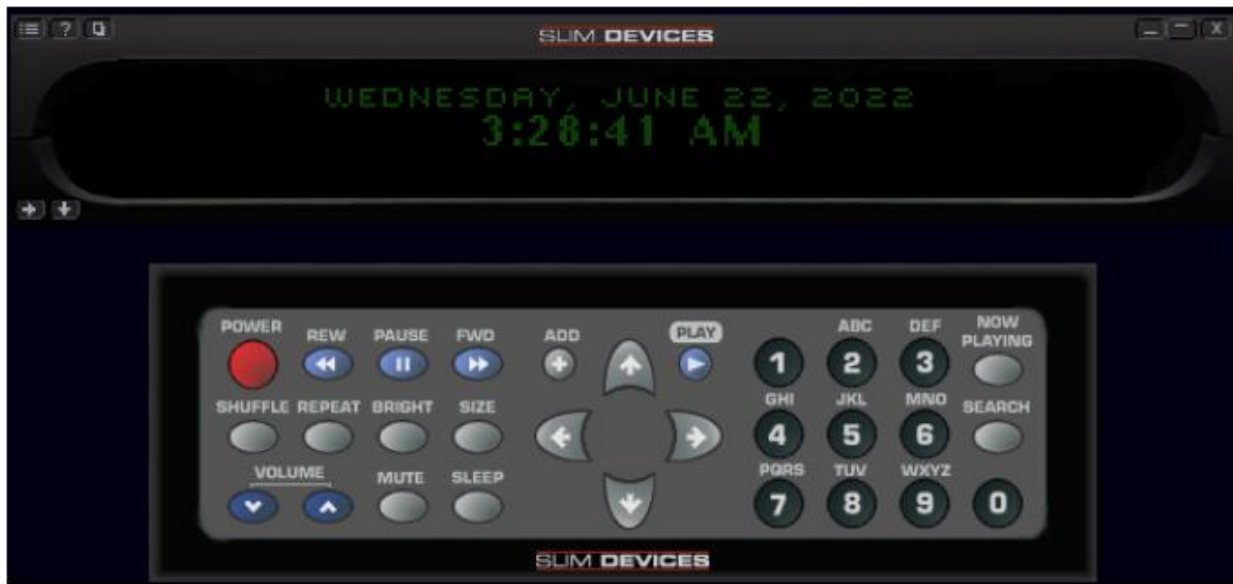 SLIM DEVICES
WEDNESDAY, JUNE 22, 2022
3:28:41 AM
POWER REW PAUSE FWD ADD PLAY ABC DEF NOW PLAYING
1 2 3
SHUFFLE REPEAT BRIGHT SIZE GHI JKL MNO SEARCH
4 5 6
VOLUME MUTE SLEEP PQRS TUV WXYZ
7 8 9 0
SLIM DEVICES